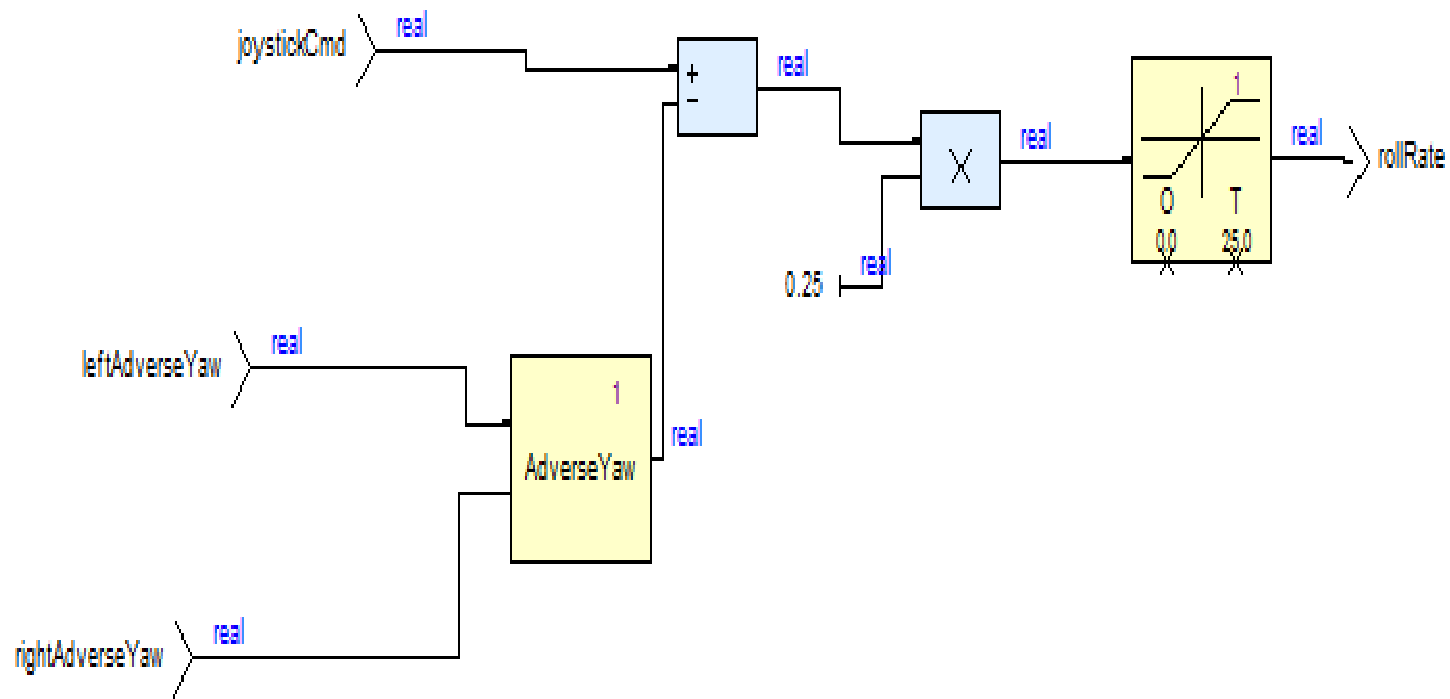 joystickCmd
real
+
−
real
X
real
1
O T
0.0 25.0
real
rollRate
0.25
real
leftAdverseYaw
real
1
AdverseYaw
real
rightAdverseYaw
real